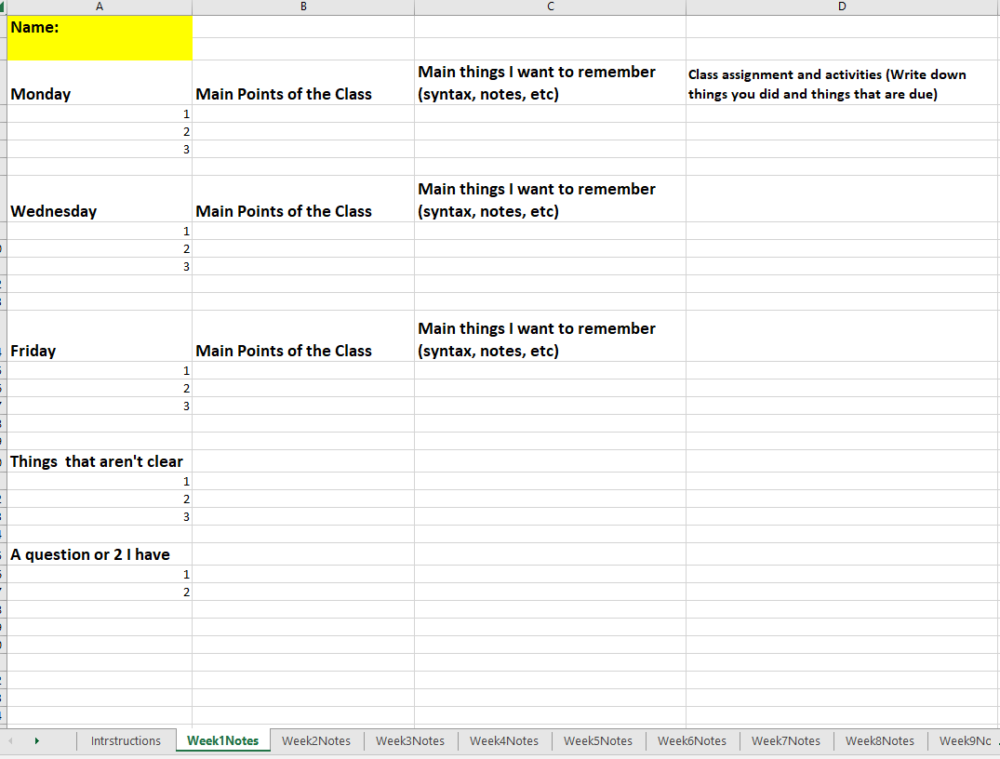 A B C D
Name:
Main things I want to remember Class assignment and activities (Write down
Monday Main Points of the Class (syntax, notes, etc) things you did and things that are due)
1
2
3
Main things I want to remember
Wednesday Main Points of the Class (syntax, notes, etc)
1
2
3
Main things I want to remember
Friday Main Points of the Class (syntax, notes, etc)
1
2
3
Things that aren't clear
1
2
3
A question or 2 I have
1
2
Intrstructions Week1Notes Week2Notes Week3Notes Week4Notes Week5Notes Week6Notes Week7Notes Week8Notes Week9No